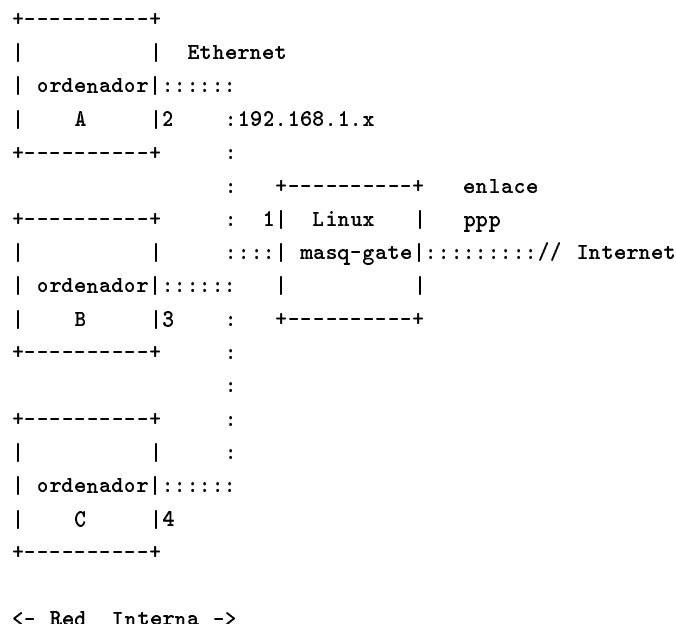 +----------+
|          |  Ethernet
| ordenador|::::::
|    A     |2    :192.168.1.x
+----------+     :
                 :   +----------+   enlace
+----------+     :  1|  Linux   |   ppp
|          |     ::::| masq-gate|:::::::::// Internet
| ordenador|::::::   |          |
|    B     |3    :   +----------+
+----------+     :
                 :
+----------+     :
|          |     :
| ordenador|::::::
|    C     |4
+----------+

<- Red  Interna ->